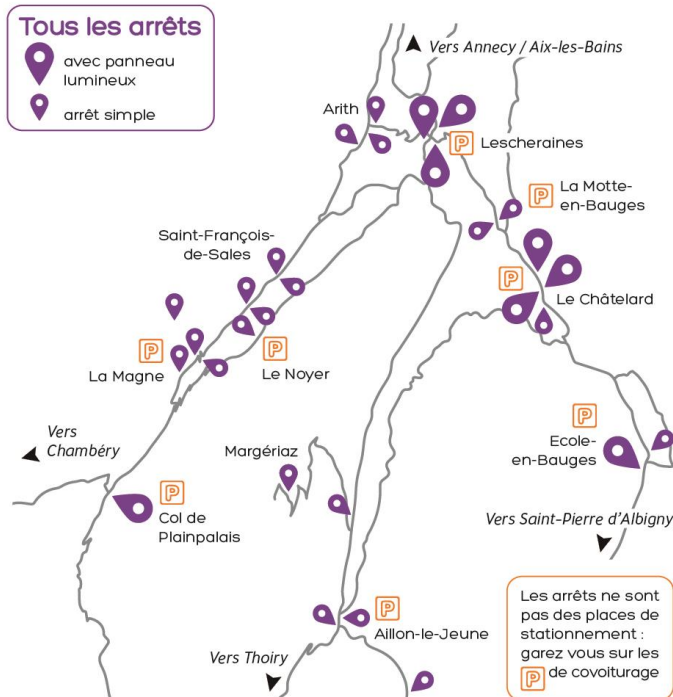 Tous les arrêts
avec panneau
lumineux
arrêt simple
Vers Annecy / Aix-les-Bains
Arith
P
Lescheraines
P
La Motte-
en-Bauges
Saint-François-
de-Sales
P
Le Châtelard
P
La Magne
P
Le Noyer
Vers
Chambéry
Margériaz
P
Ecole-
en-Bauges
P
Col de
Plainpalais
Vers Saint-Pierre d'Albigny
P
Aillon-le-Jeune
Vers Thoiry
Les arrêts ne sont
pas des places de
stationnement :
garez vous sur les
P de covoiturage